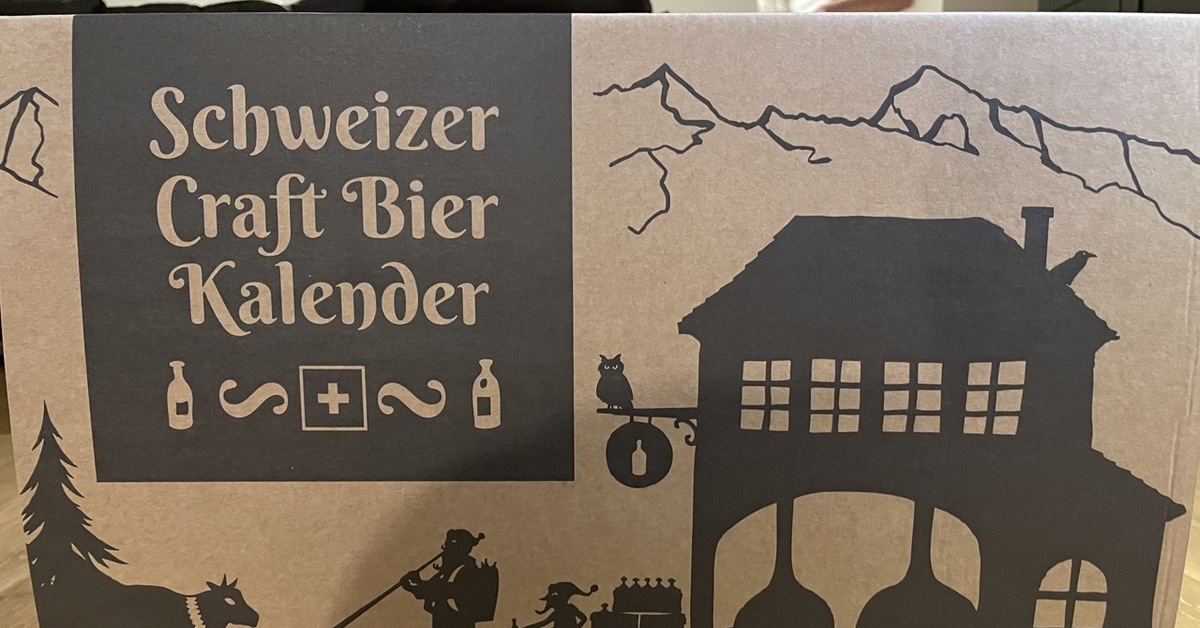 Schweizer
Craft Bier
Kalender